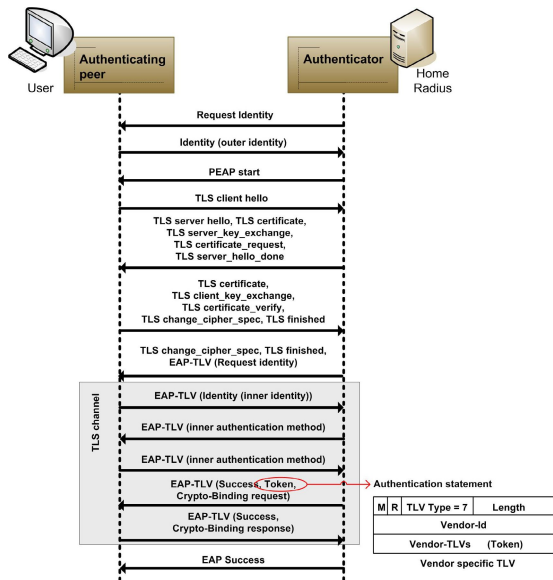 User
Authenticating
peer
Authenticator
Home
Radius
Request Identity
Identity (outer identity)
PEAP start
TLS client hello
TLS server hello, TLS certificate,
TLS server_key_exchange,
TLS certificate_request,
TLS server_hello_done
TLS certificate,
TLS client_key_exchange,
TLS certificate_verify,
TLS change_cipher_spec, TLS finished
TLS change_cipher_spec, TLS finished,
EAP-TLV (Request identity)
TLS channel
EAP-TLV (Identity (inner identity))
EAP-TLV (inner authentication method)
EAP-TLV (inner authentication method)
EAP-TLV (Success, Token,
Crypto-Binding request)
EAP-TLV (Success,
Crypto-Binding response)
EAP Success
Authentication statement
M R TLV Type = 7 Length
Vendor-Id
Vendor-TLVs (Token)
Vendor specific TLV